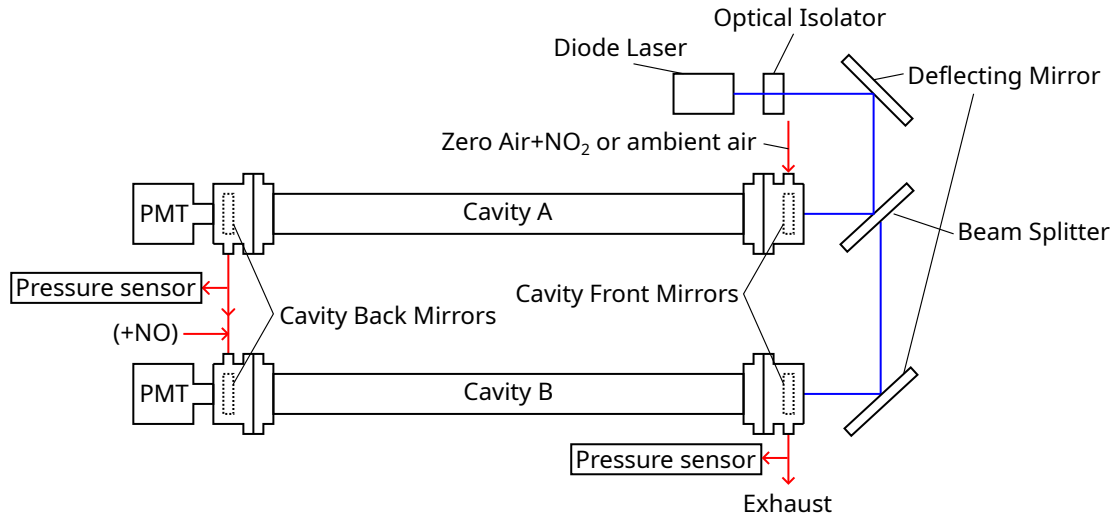 Optical Isolator
Diode Laser
Deflecting Mirror
Zero Air+NO₂ or ambient air
PMT
Cavity A
Beam Splitter
Pressure sensor
Cavity Front Mirrors
Cavity Back Mirrors
(+NO)
PMT
Cavity B
Pressure sensor
Exhaust